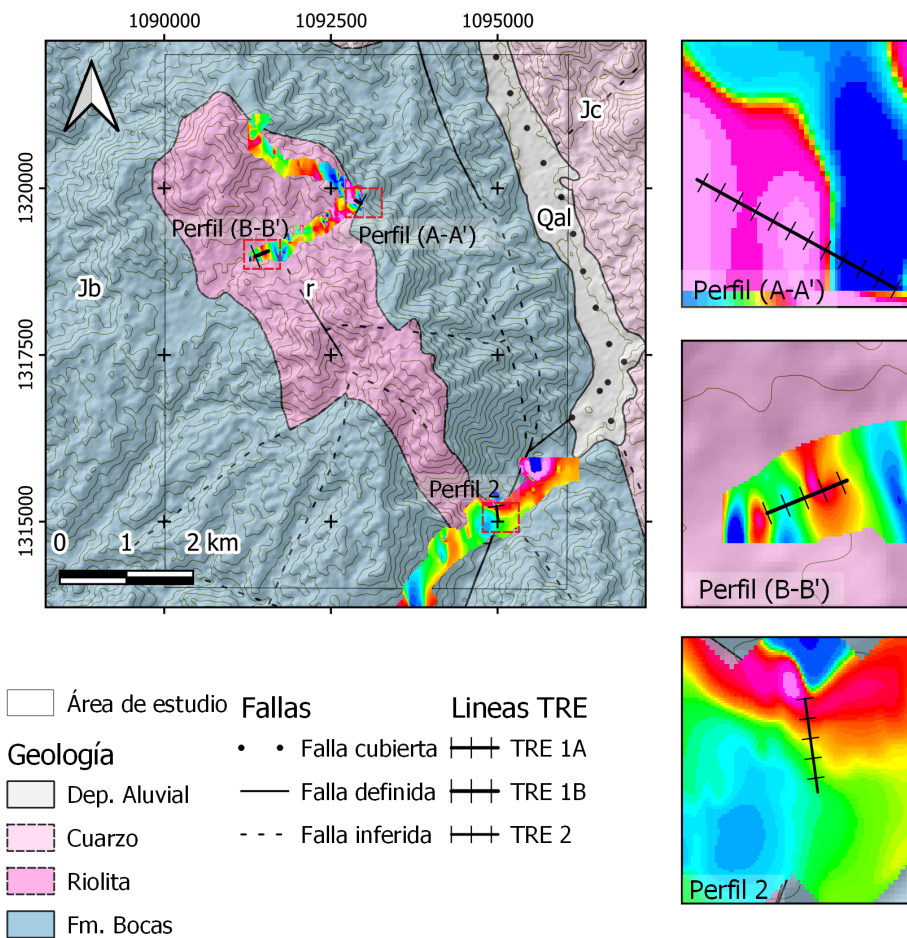 1090000
1092500
1095000
Jc
1320000
Perfil (B-B')
Perfil (A-A')
Qal
Jb
r
1317500
Perfil 2
1315000
0 1 2 km
Perfil (A-A')
Perfil (B-B')
Perfil 2
Área de estudio
Geología
Dep. Aluvial
Cuarzo
Riolita
Fm. Bocas
Fallas
Falla cubierta
Falla definida
Falla inferida
Lineas TRE
TRE 1A
TRE 1B
TRE 2